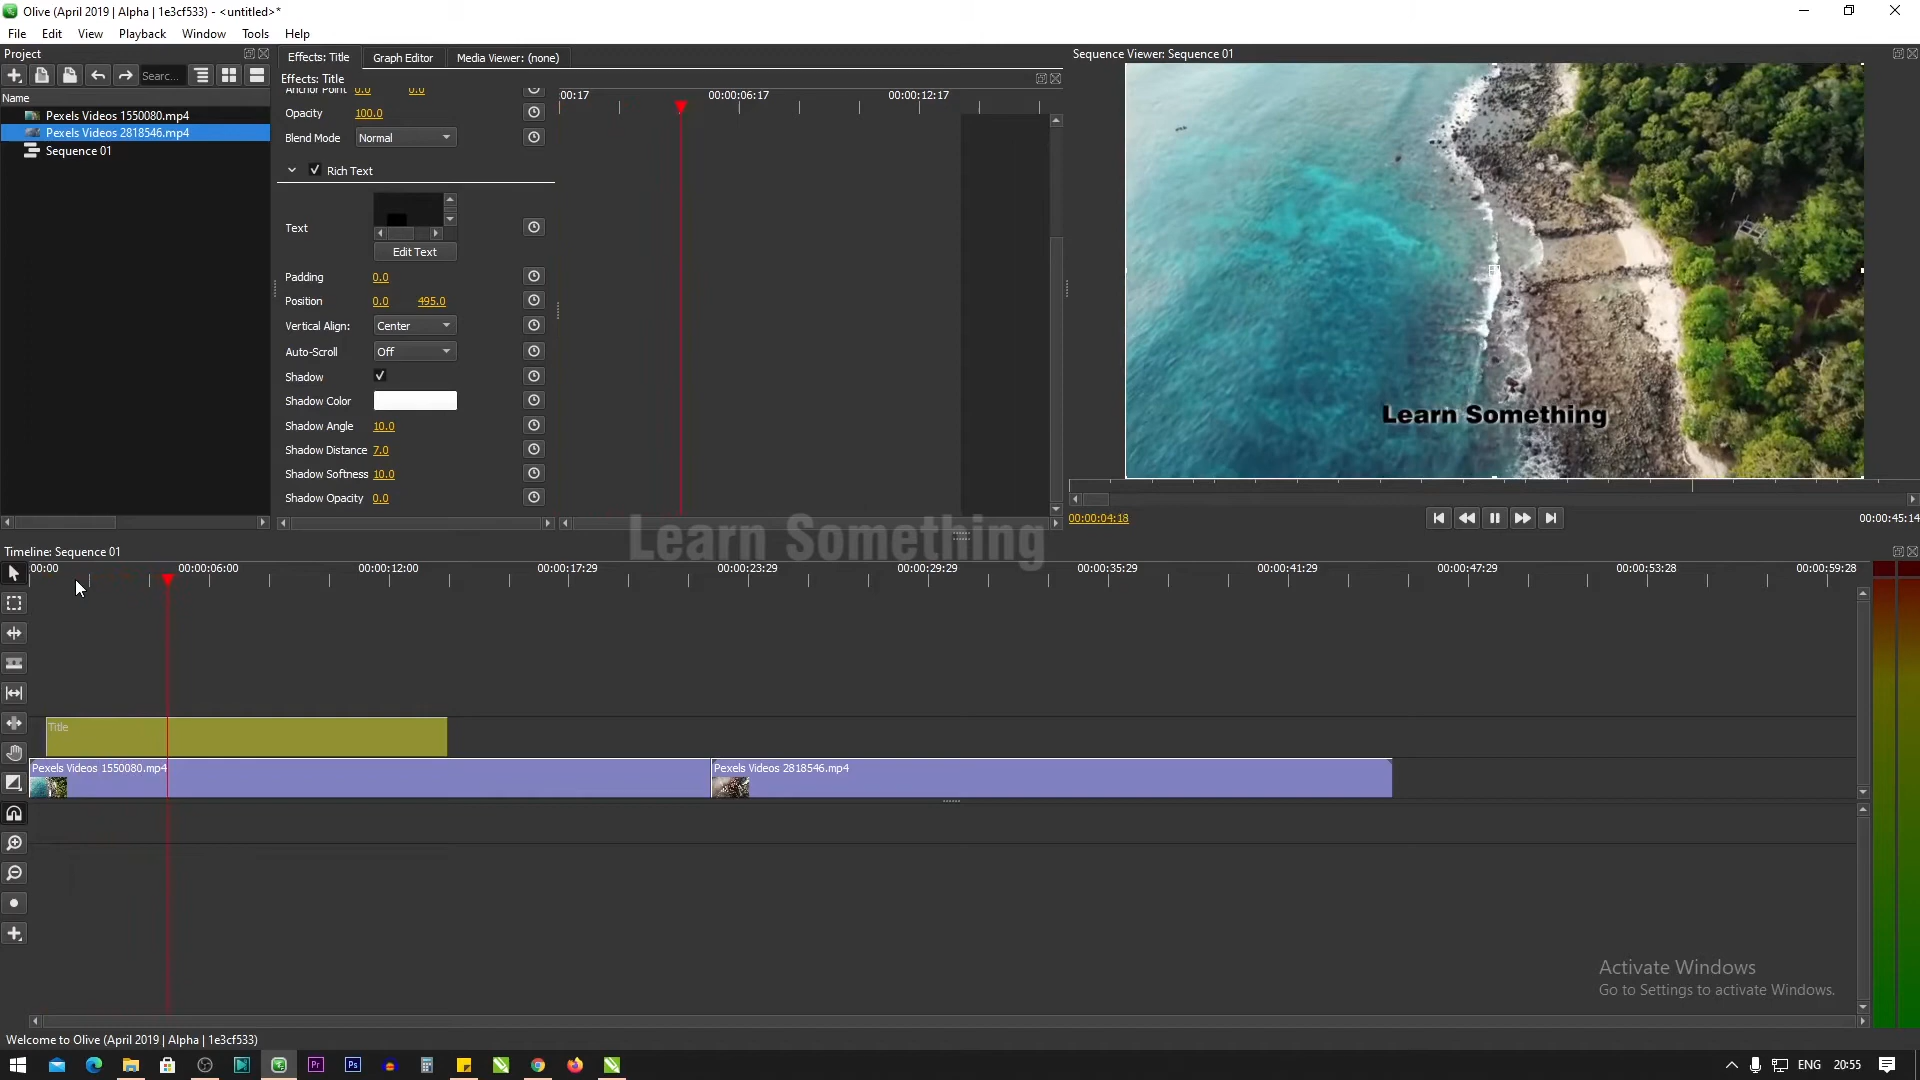 Olive (April 2019 | Alpha | 1e3cf533) - <untitled>*
File Edit View Playback Window Tools Help
Project
Searc...
Name
Pexels Videos 1550080.mp4
Pexels Videos 2818546.mp4
Sequence 01
Effects: Title Graph Editor Media Viewer: (none)
Effects: Title
Anchor Point 0.0 0.0
Opacity 100.0
Blend Mode Normal
Rich Text
Text
Edit Text
Padding 0.0
Position 0.0 495.0
Vertical Align: Center
Auto-Scroll Off
Shadow
Shadow Color
Shadow Angle 10.0
Shadow Distance 7.0
Shadow Softness 10.0
Shadow Opacity 0.0
00:17 00:00:06:17 00:00:12:17
Sequence Viewer: Sequence 01
Learn Something
00:00:04:18 00:00:45:14
Learn Something
Timeline: Sequence 01
00:00 00:00:06:00 00:00:12:00 00:00:17:29 00:00:23:29 00:00:29:29 00:00:35:29 00:00:41:29 00:00:47:29 00:00:53:28 00:00:59:28
Title
Pexels Videos 1550080.mp4 Pexels Videos 2818546.mp4
Activate Windows
Go to Settings to activate Windows.
Welcome to Olive (April 2019 | Alpha | 1e3cf533)
Pr Ps ENG 20:55